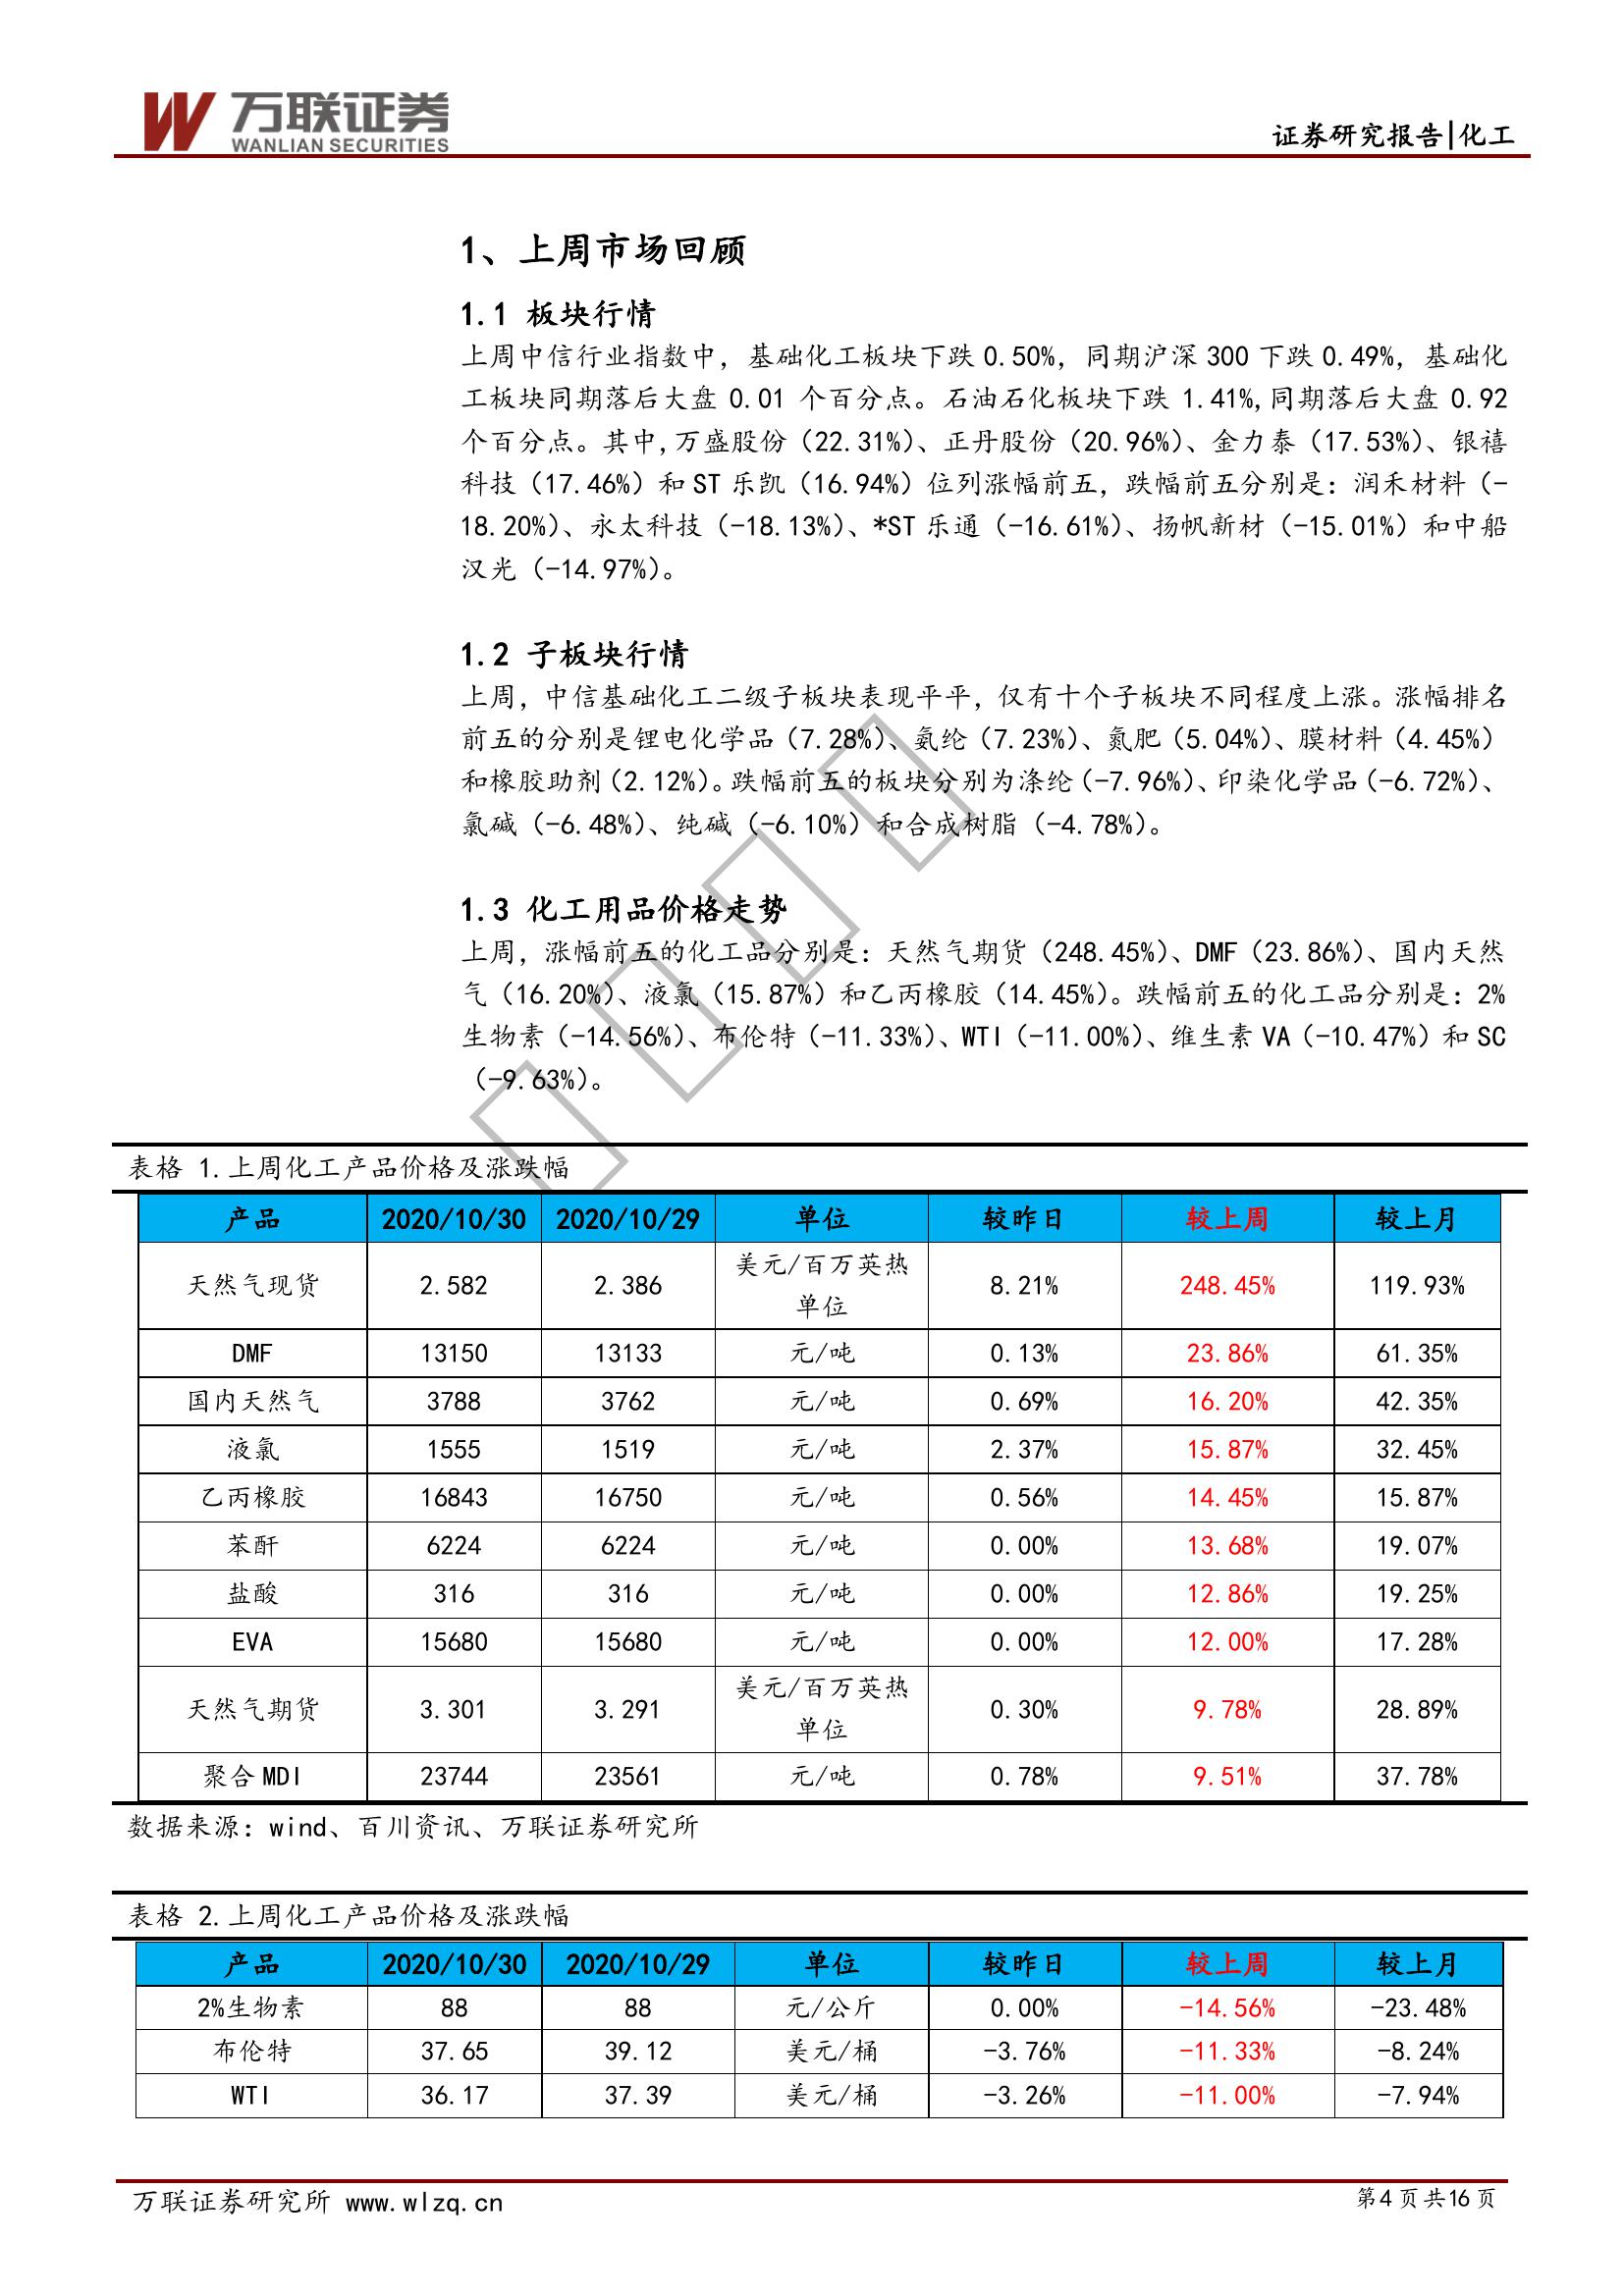 万联证券
WANLIAN SECURITIES
证券研究报告|化工
1、上周市场回顾
1.1 板块行情
上周中信行业指数中，基础化工板块下跌 0.50%，同期沪深 300 下跌 0.49%，基础化
工板块同期落后大盘 0.01 个百分点。石油石化板块下跌 1.41%,同期落后大盘 0.92
个百分点。其中,万盛股份（22.31%）、正丹股份（20.96%）、金力泰（17.53%）、银禧
科技（17.46%）和 ST 乐凯（16.94%）位列涨幅前五，跌幅前五分别是：润禾材料（-
18.20%）、永太科技（-18.13%）、*ST 乐通（-16.61%）、扬帆新材（-15.01%）和中船
汉光（-14.97%）。
1.2 子板块行情
上周，中信基础化工二级子板块表现平平，仅有十个子板块不同程度上涨。涨幅排名
前五的分别是锂电化学品（7.28%）、氨纶（7.23%）、氮肥（5.04%）、膜材料（4.45%）
和橡胶助剂（2.12%）。跌幅前五的板块分别为涤纶（-7.96%）、印染化学品（-6.72%）、
氯碱（-6.48%）、纯碱（-6.10%）和合成树脂（-4.78%）。
1.3 化工用品价格走势
上周，涨幅前五的化工品分别是：天然气期货（248.45%）、DMF（23.86%）、国内天然
气（16.20%）、液氯（15.87%）和乙丙橡胶（14.45%）。跌幅前五的化工品分别是：2%
生物素（-14.56%）、布伦特（-11.33%）、WTI（-11.00%）、维生素 VA（-10.47%）和 SC
（-9.63%）。
表格 1.上周化工产品价格及涨跌幅
产品 2020/10/30 2020/10/29 单位 较昨日 较上周 较上月
天然气现货 2.582 2.386 美元/百万英热单位 8.21% 248.45% 119.93%
DMF 13150 13133 元/吨 0.13% 23.86% 61.35%
国内天然气 3788 3762 元/吨 0.69% 16.20% 42.35%
液氯 1555 1519 元/吨 2.37% 15.87% 32.45%
乙丙橡胶 16843 16750 元/吨 0.56% 14.45% 15.87%
苯酐 6224 6224 元/吨 0.00% 13.68% 19.07%
盐酸 316 316 元/吨 0.00% 12.86% 19.25%
EVA 15680 15680 元/吨 0.00% 12.00% 17.28%
天然气期货 3.301 3.291 美元/百万英热单位 0.30% 9.78% 28.89%
聚合 MDI 23744 23561 元/吨 0.78% 9.51% 37.78%
数据来源：wind、百川资讯、万联证券研究所
表格 2.上周化工产品价格及涨跌幅
产品 2020/10/30 2020/10/29 单位 较昨日 较上周 较上月
2%生物素 88 88 元/公斤 0.00% -14.56% -23.48%
布伦特 37.65 39.12 美元/桶 -3.76% -11.33% -8.24%
WTI 36.17 37.39 美元/桶 -3.26% -11.00% -7.94%
万联证券研究所 www.wlzq.cn
第4 页 共16 页